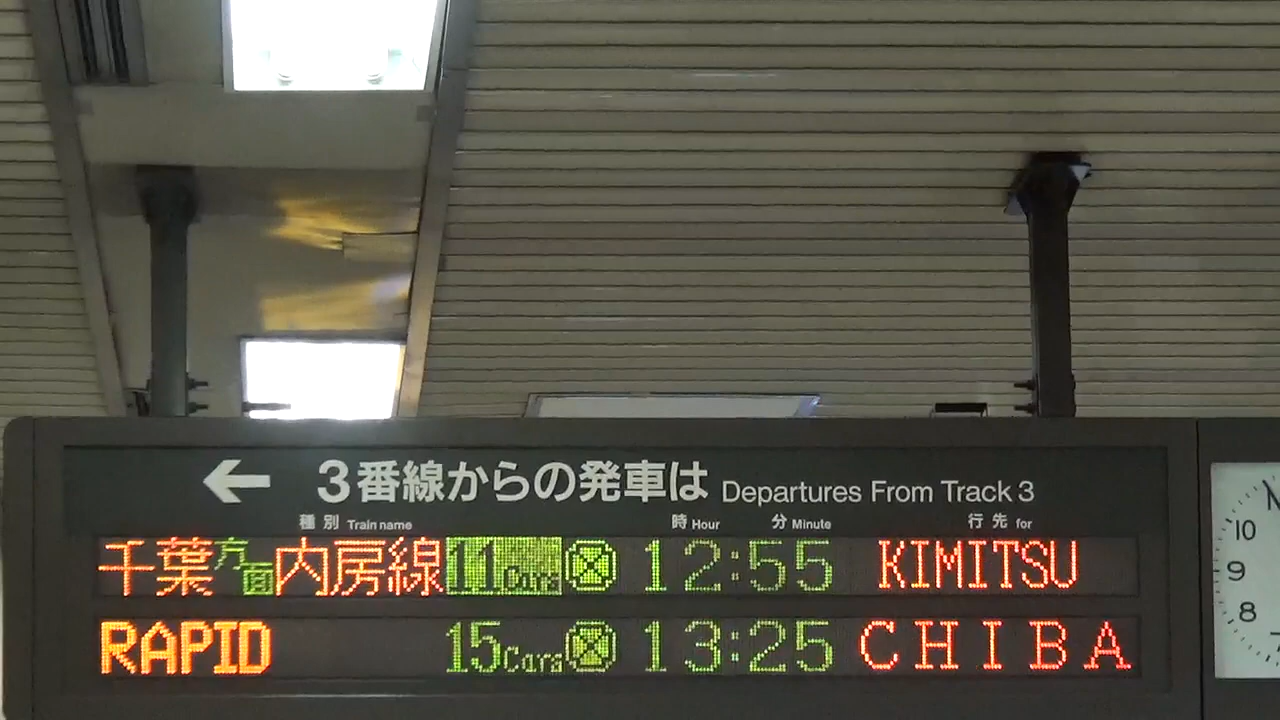 ← 3番線からの発車は Departures From Track 3
種別 Train name 時 Hour 分 Minute 行先 for
千葉方面内房線 11Cars 12:55 KIMITSU
RAPID 15Cars 13:25 CHIBA
10
9
8